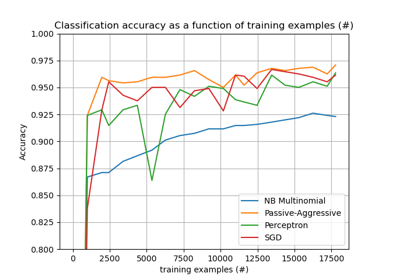 Classification accuracy as a function of training examples (#)
1.000
0.975
0.950
0.925
0.900
0.875
0.850
0.825
0.800
Accuracy
NB Multinomial
Passive-Aggressive
Perceptron
SGD
0 2500 5000 7500 10000 12500 15000 17500
training examples (#)